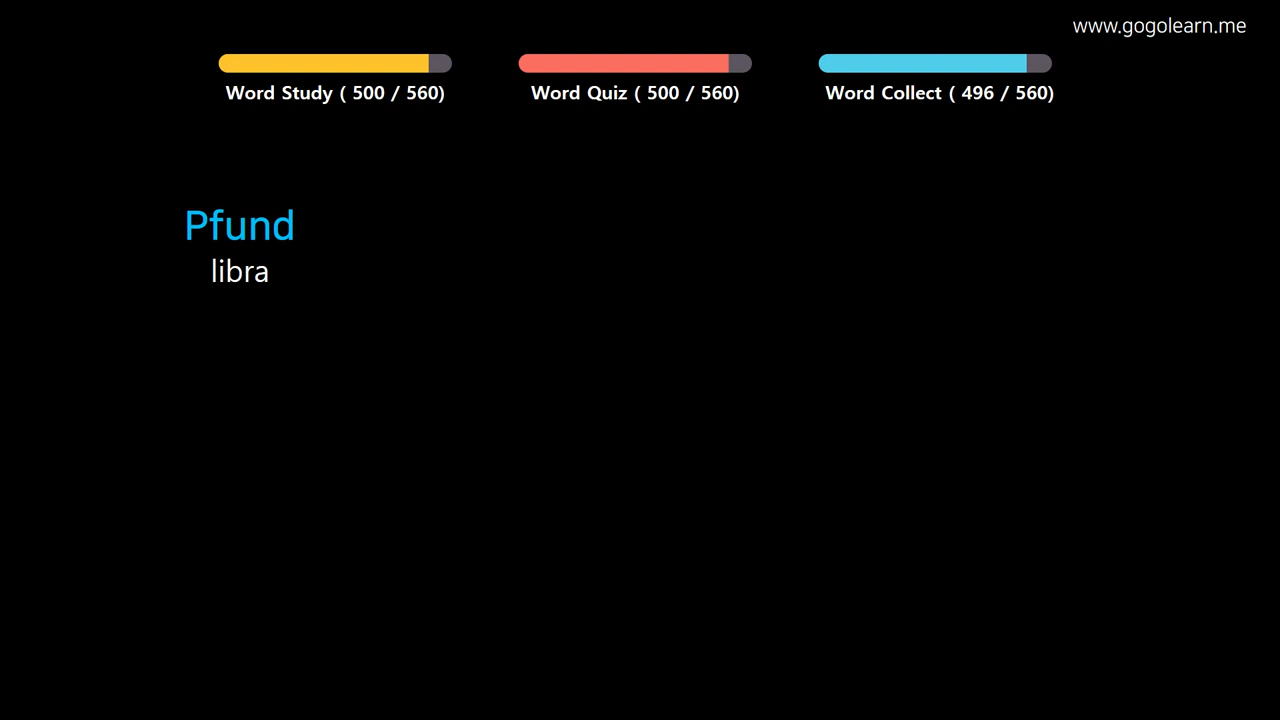 www.gogolearn.me
Word Study ( 500 / 560)
Word Quiz ( 500 / 560)
Word Collect ( 496 / 560)
Pfund
libra